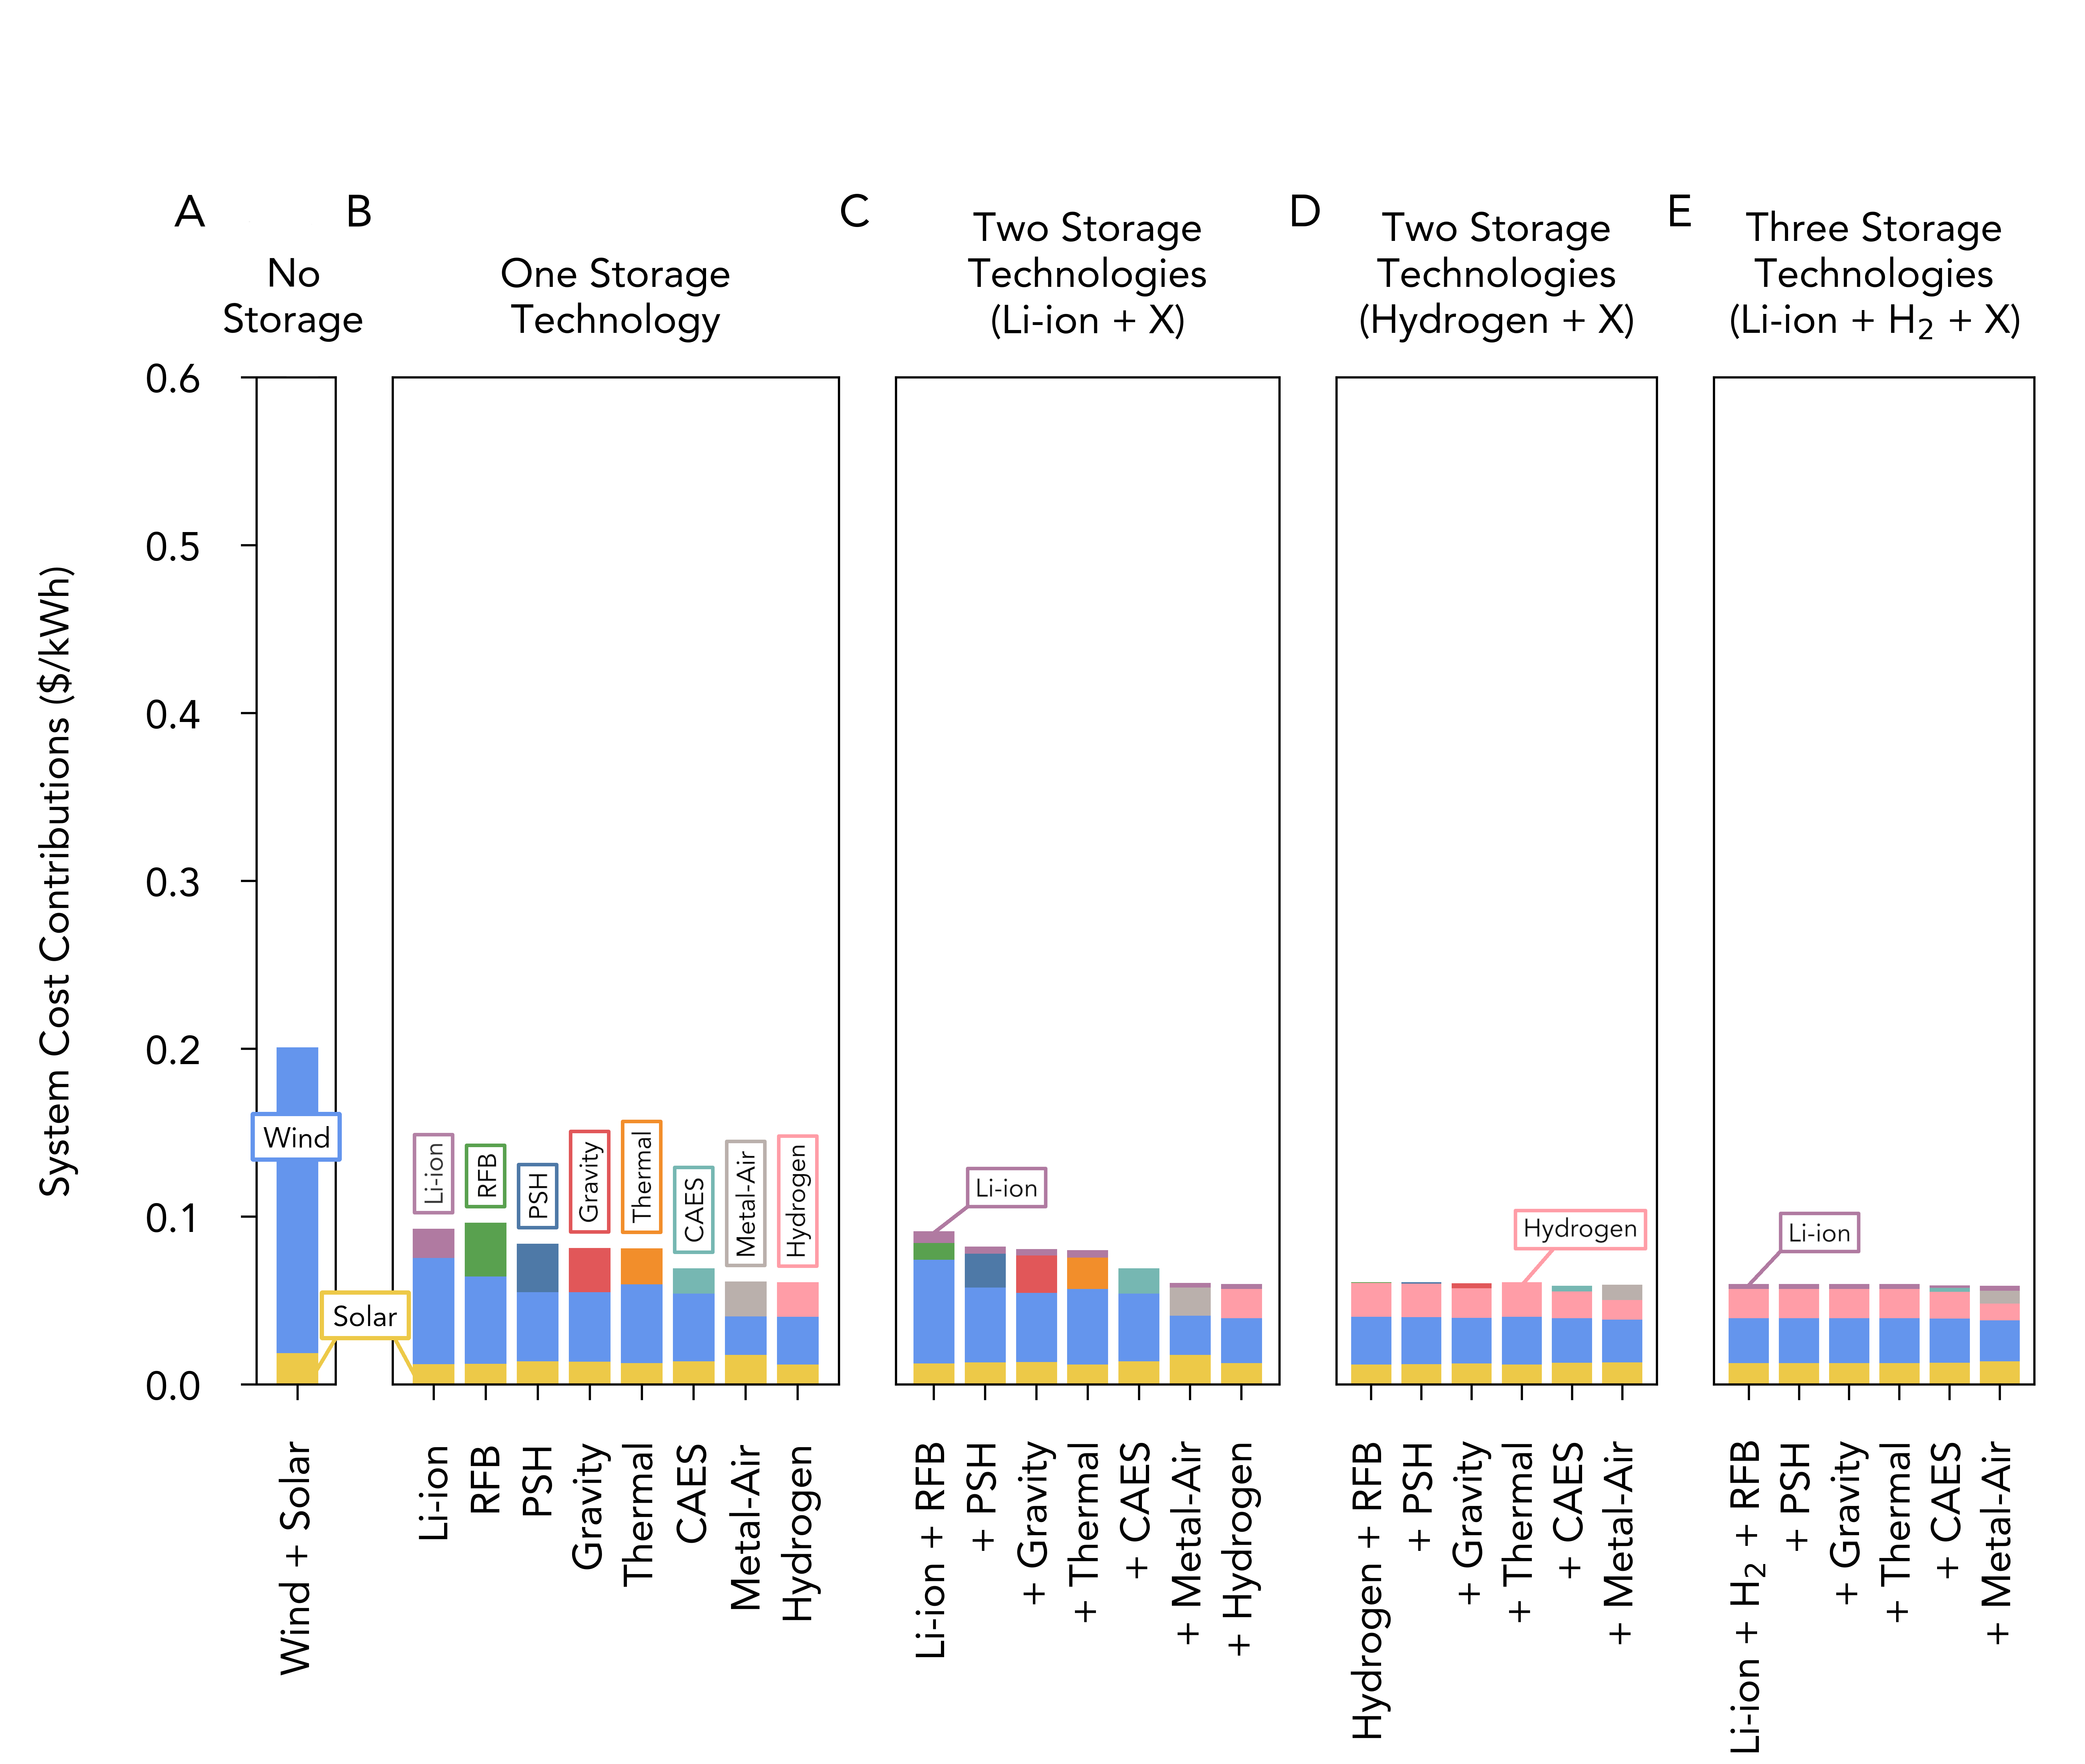 A
B
C
D
E
No
Storage
One Storage
Technology
Two Storage
Technologies
(Li-ion + X)
Two Storage
Technologies
(Hydrogen + X)
Three Storage
Technologies
(Li-ion + H₂ + X)
System Cost Contributions ($/kWh)
0.6
0.5
0.4
0.3
0.2
0.1
0.0
Wind
Solar
Li-ion
RFB
PSH
Gravity
Thermal
CAES
Metal-Air
Hydrogen
Li-ion
Hydrogen
Li-ion
Wind + Solar
Li-ion
RFB
PSH
Gravity
Thermal
CAES
Metal-Air
Hydrogen
Li-ion + RFB
+ PSH
+ Gravity
+ Thermal
+ CAES
+ Metal-Air
+ Hydrogen
Hydrogen + RFB
+ PSH
+ Gravity
+ Thermal
+ CAES
+ Metal-Air
Li-ion + H₂ + RFB
+ PSH
+ Gravity
+ Thermal
+ CAES
+ Metal-Air